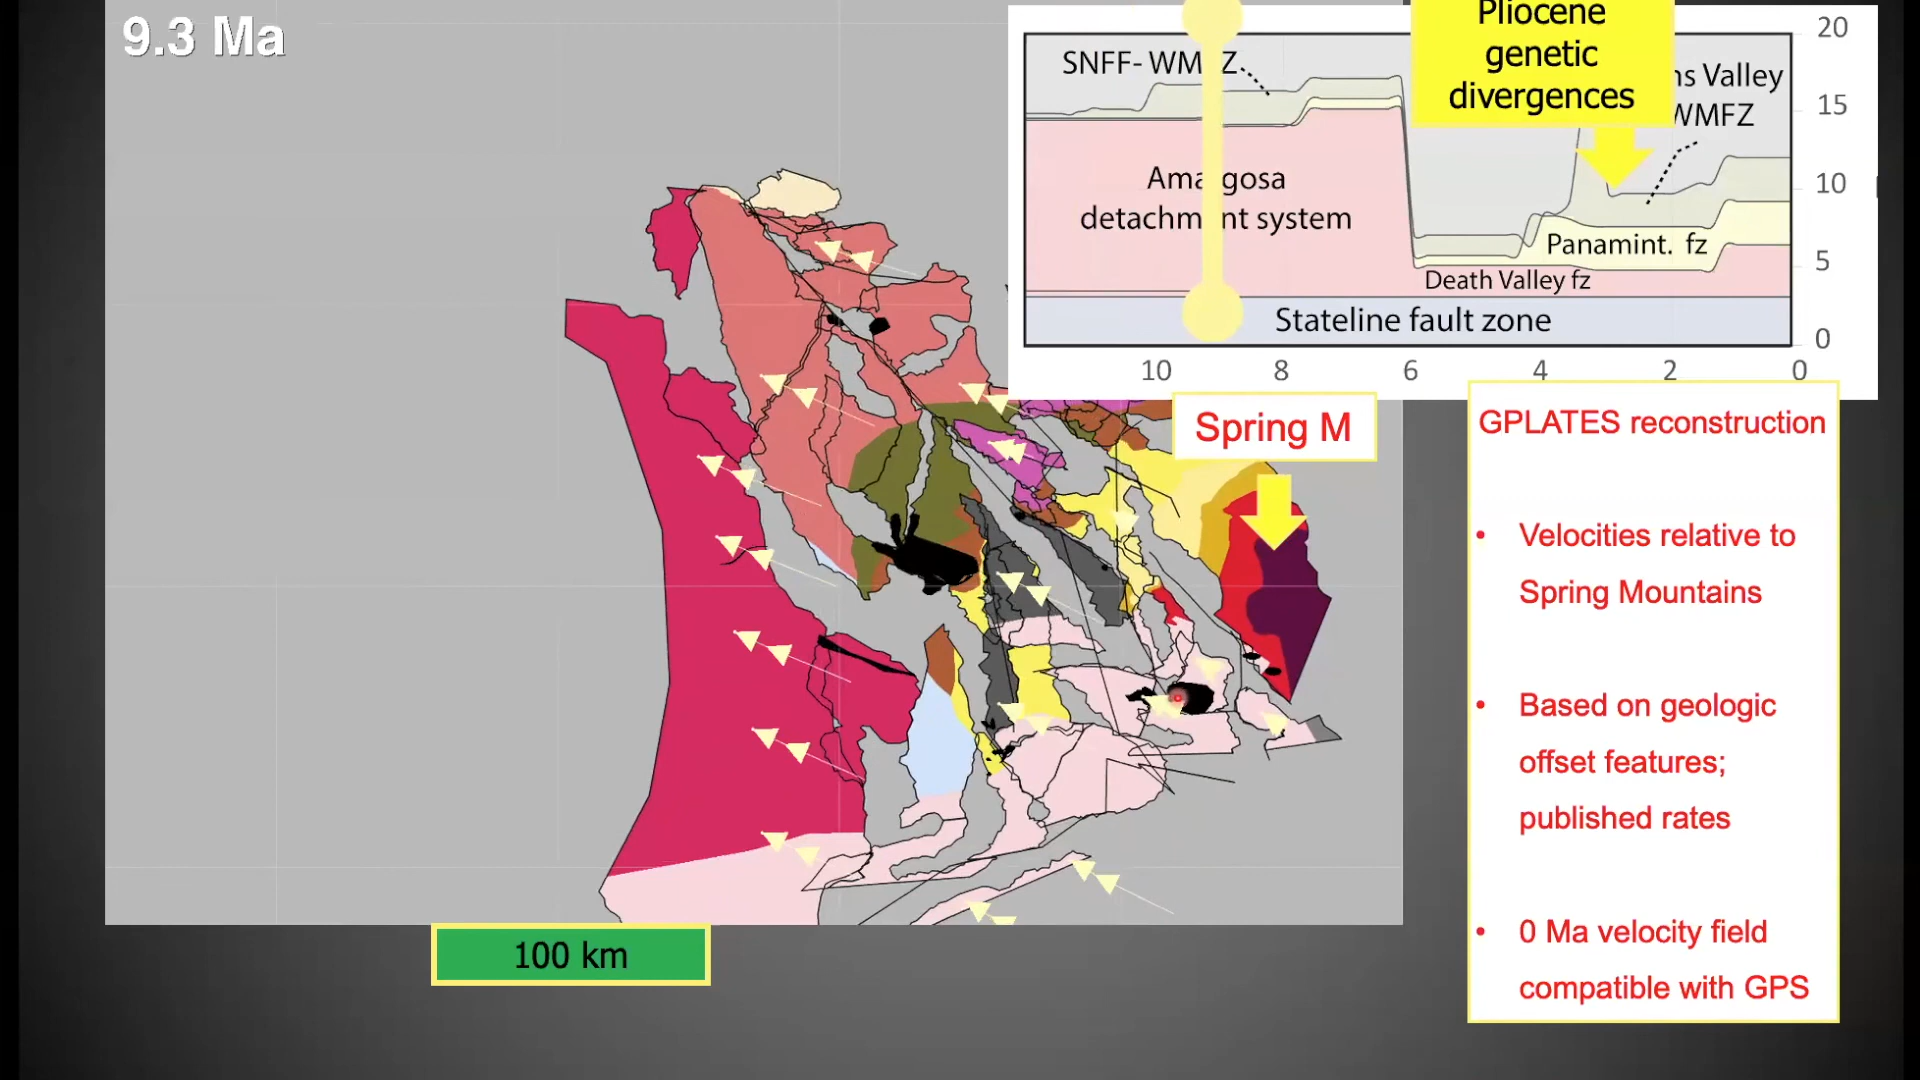 9.3 Ma
Pliocene
genetic
divergences
SNFF- WM Z
ns Valley
WMFZ
Ama gosa
detachm nt system
Panamint. fz
Death Valley fz
Stateline fault zone
20
15
10
5
0
10 8 6 4 2 0
Spring M
GPLATES reconstruction
• Velocities relative to
Spring Mountains
• Based on geologic
offset features;
published rates
• 0 Ma velocity field
compatible with GPS
100 km